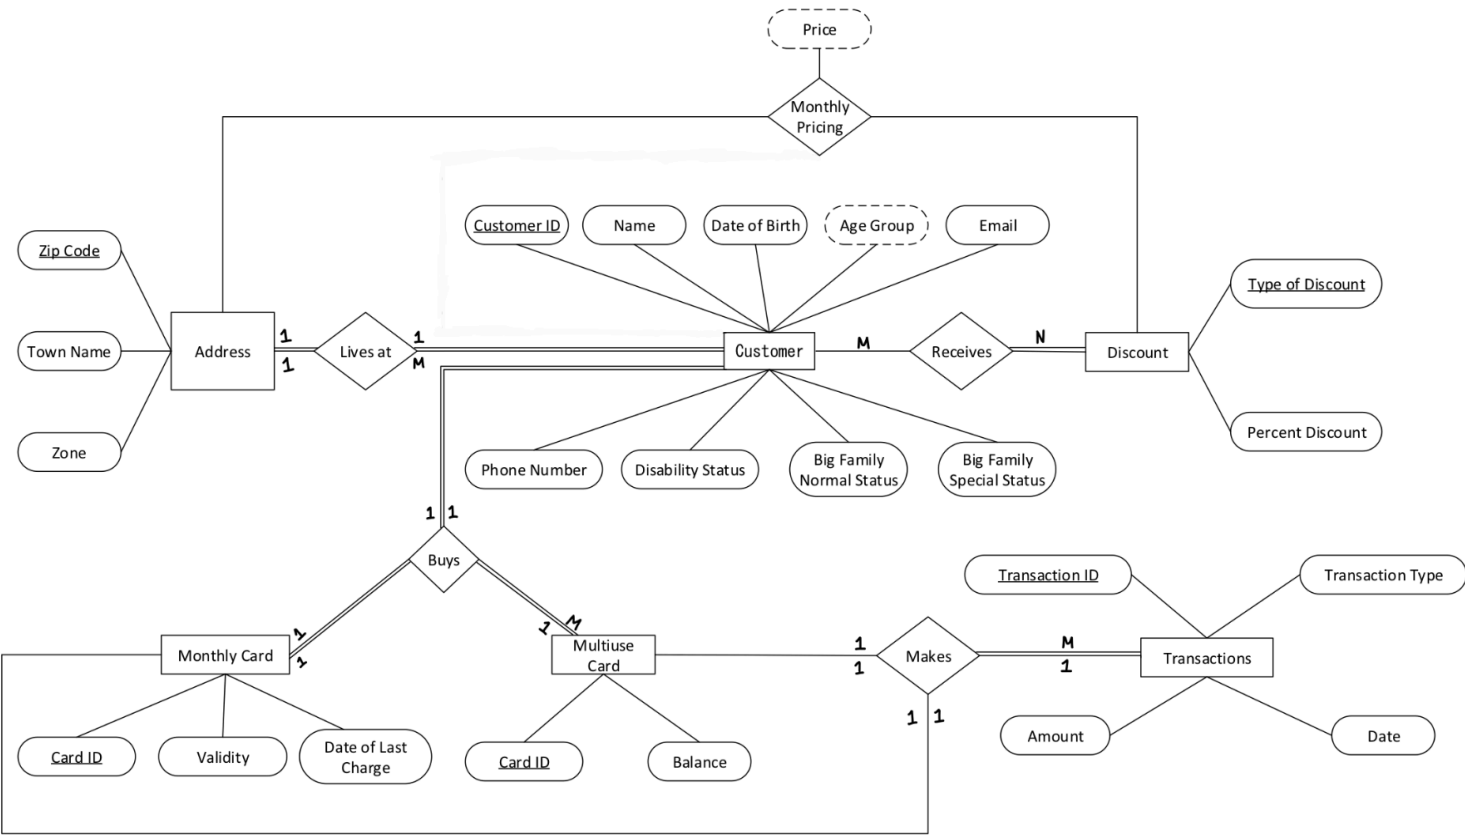 Price
Monthly
Pricing
Customer ID
Name
Date of Birth
Age Group
Email
Zip Code
Type of Discount
Town Name
Address
1
1
Lives at
1
M
Customer
M
Receives
N
Discount
Zone
Percent Discount
Phone Number
Disability Status
Big Family
Normal Status
Big Family
Special Status
1 1
Buys
Transaction ID
Transaction Type
1
1
M
1
Monthly Card
Multiuse
Card
1
1
Makes
M
1
Transactions
1 1
Card ID
Validity
Date of Last
Charge
Card ID
Balance
Amount
Date